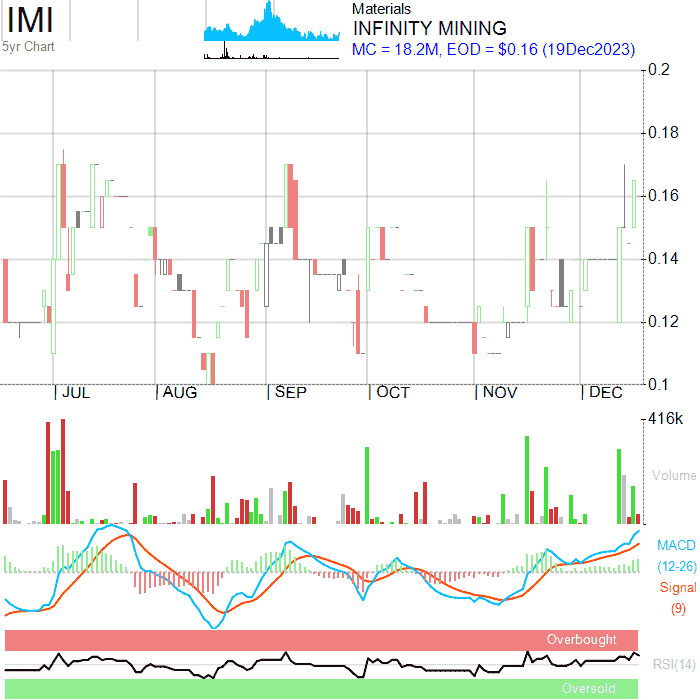 IMI
5yr Chart
Materials
INFINITY MINING
MC = 18.2M, EOD = $0.16 (19Dec2023)
0.2
0.18
0.16
0.14
0.12
0.1
JUL
AUG
SEP
OCT
NOV
DEC
416k
Volume
MACD
(12-26)
Signal
(9)
Overbought
RSI(14)
Oversold